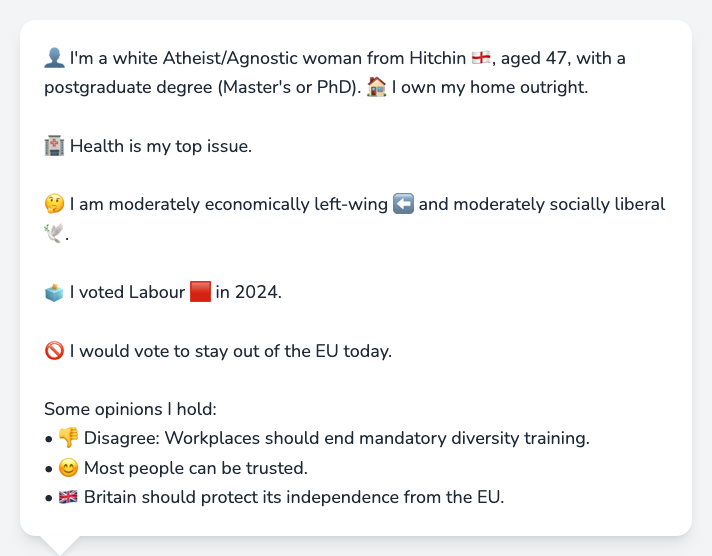 👤 I'm a white Atheist/Agnostic woman from Hitchin 🏴󠁧󠁢󠁥󠁮󠁧󠁿, aged 47, with a
postgraduate degree (Master's or PhD). 🏠 I own my home outright.
🏥 Health is my top issue.
🤔 I am moderately economically left-wing ⬅️ and moderately socially liberal
🕊️.
🗳️ I voted Labour 🟥 in 2024.
🚫 I would vote to stay out of the EU today.
Some opinions I hold:
• 👎 Disagree: Workplaces should end mandatory diversity training.
• 😊 Most people can be trusted.
• 🇬🇧 Britain should protect its independence from the EU.